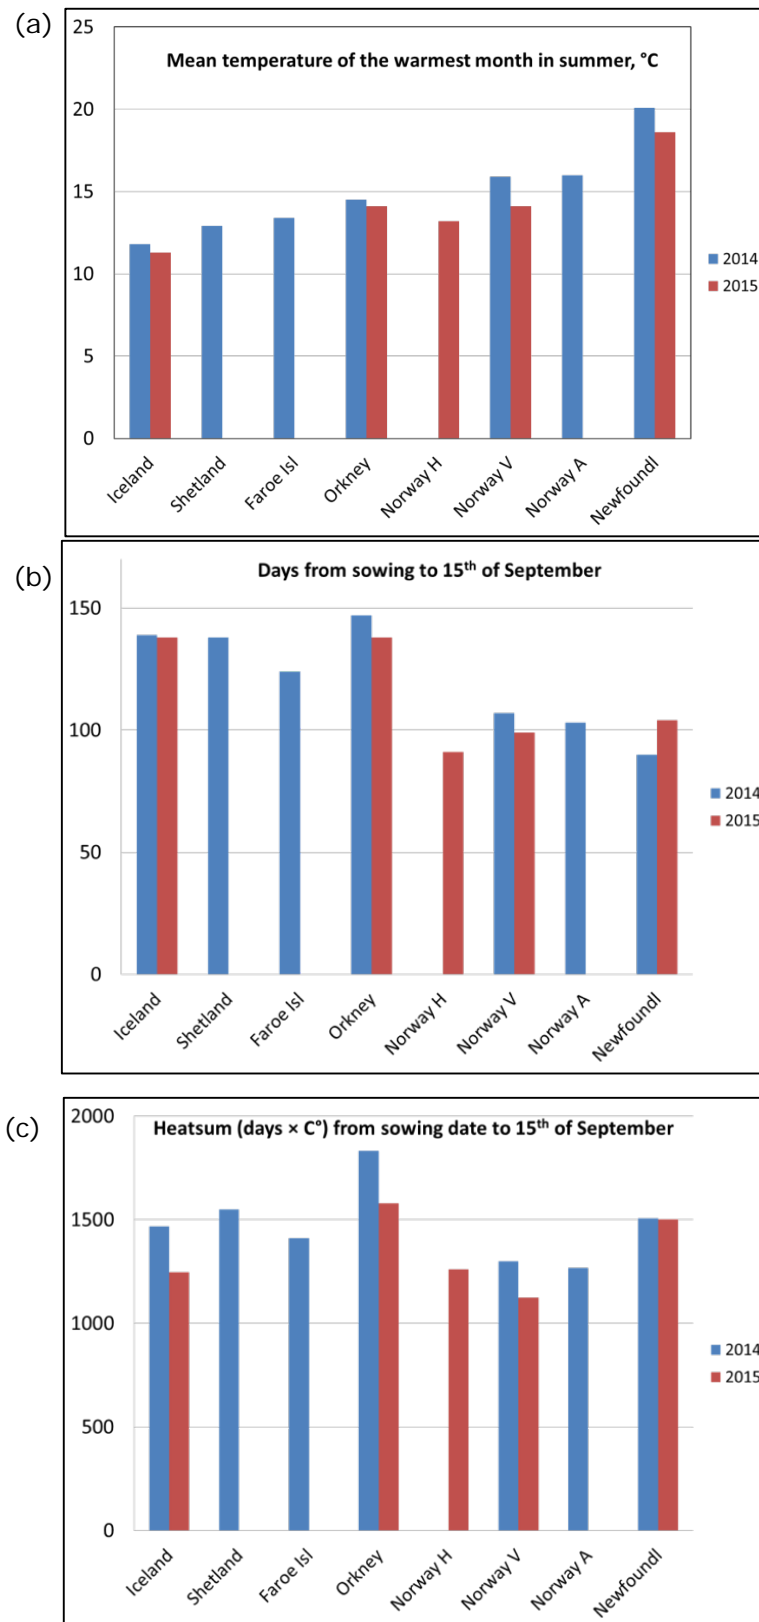 (a)
Mean temperature of the warmest month in summer, °C
25
20
15
10
5
0
Iceland
Shetland
Faroe Isl
Orkney
Norway H
Norway V
Norway A
Newfoundl
2014
2015
(b)
Days from sowing to 15th of September
150
100
50
0
Iceland
Shetland
Faroe Isl
Orkney
Norway H
Norway V
Norway A
Newfoundl
2014
2015
(c)
Heatsum (days × C°) from sowing date to 15th of September
2000
1500
1000
500
0
Iceland
Shetland
Faroe Isl
Orkney
Norway H
Norway V
Norway A
Newfoundl
2014
2015